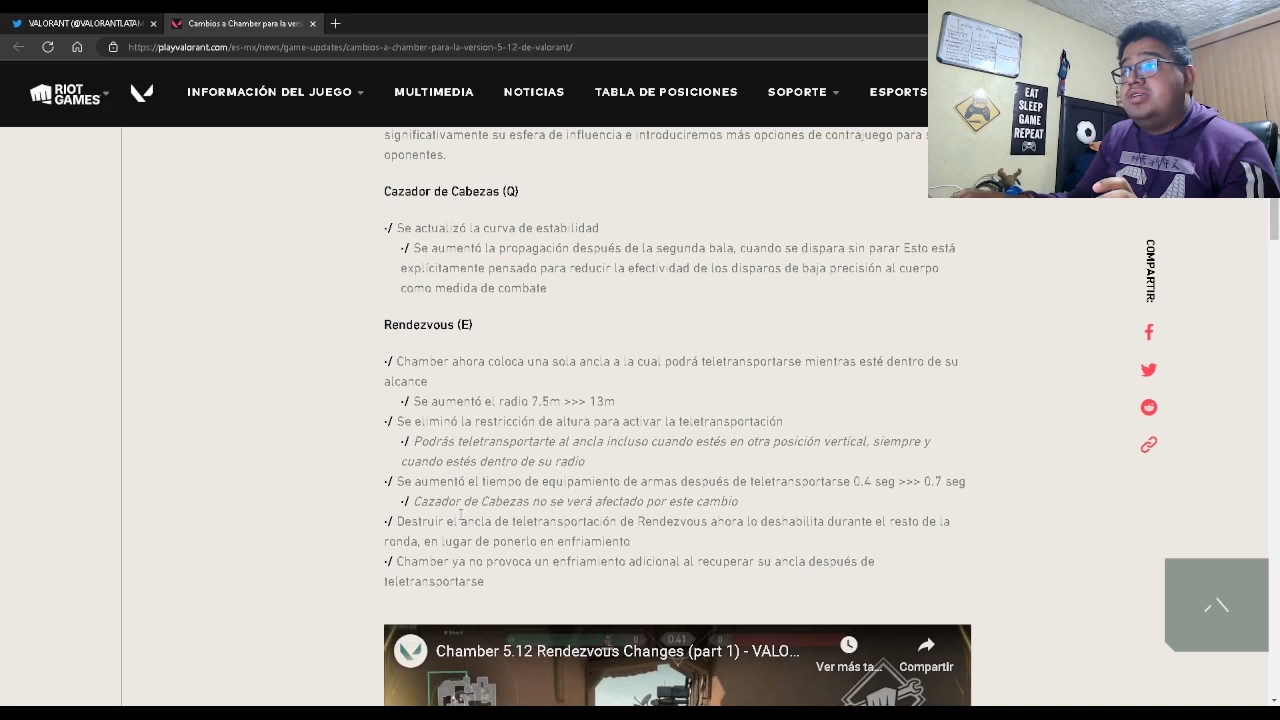 VALORANT (@VALORANTLATAM
Cambios a Chamber para la vers
https://playvalorant.com/es-mx/news/game-updates/cambios-a-chamber-para-la-version-5-12-de-valorant/
RIOT GAMES
INFORMACIÓN DEL JUEGO
MULTIMEDIA
NOTICIAS
TABLA DE POSICIONES
SOPORTE
ESPORTS
EAT
SLEEP
GAME
REPEAT
significativamente su esfera de influencia e introduciremos más opciones de contrajuego para
oponentes.
Cazador de Cabezas (Q)
·/ Se actualizó la curva de estabilidad
·/ Se aumentó la propagación después de la segunda bala, cuando se dispara sin parar Esto está
explícitamente pensado para reducir la efectividad de los disparos de baja precisión al cuerpo
como medida de combate
Rendezvous (E)
·/ Chamber ahora coloca una sola ancla a la cual podrá teletransportarse mientras esté dentro de su
alcance
·/ Se aumentó el radio 7.5m >>> 13m
·/ Se eliminó la restricción de altura para activar la teletransportación
·/ Podrás teletransportarte al ancla incluso cuando estés en otra posición vertical, siempre y
cuando estés dentro de su radio
·/ Se aumentó el tiempo de equipamiento de armas después de teletransportarse 0.4 seg >>> 0.7 seg
·/ Cazador de Cabezas no se verá afectado por este cambio
·/ Destruir el ancla de teletransportación de Rendezvous ahora lo deshabilita durante el resto de la
ronda, en lugar de ponerlo en enfriamiento
·/ Chamber ya no provoca un enfriamiento adicional al recuperar su ancla después de
teletransportarse
COMPARTIR:
0:41
Chamber 5.12 Rendezvous Changes (part 1) - VALO...
Ver más ta...
Compartir